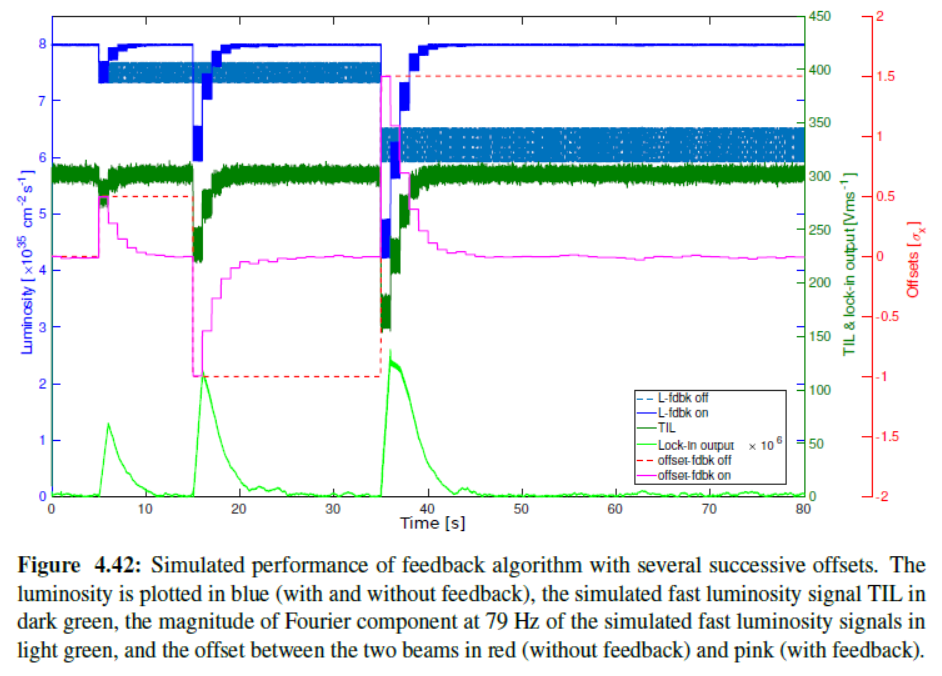 8
7
6
5
4
3
2
1
0
Luminosity [×10³⁵ cm⁻²s⁻¹]
450
400
350
300
250
200
150
100
50
0
TIL & lock-in output [Vms⁻¹]
2
1.5
1
0.5
0
-0.5
-1
-1.5
-2
Offsets [σₓ]
0 10 20 30 40 50 60 70 80
Time [s]
L-fdbk off
L-fdbk on
TIL
Lock-in output × 10⁶
offset-fdbk off
offset-fdbk on
Figure 4.42: Simulated performance of feedback algorithm with several successive offsets. The
luminosity is plotted in blue (with and without feedback), the simulated fast luminosity signal TIL in
dark green, the magnitude of Fourier component at 79 Hz of the simulated fast luminosity signals in
light green, and the offset between the two beams in red (without feedback) and pink (with feedback).